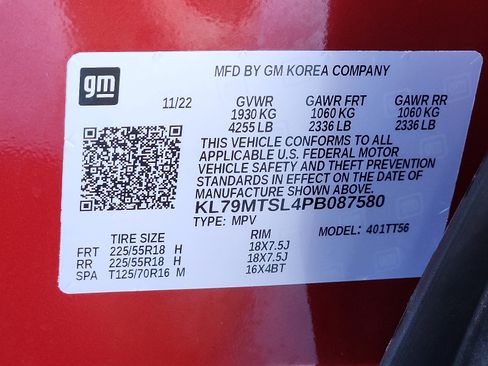 gm
MFD BY GM KOREA COMPANY
11/22 GVWR GAWR FRT GAWR RR
1930 KG 1060 KG 1060 KG
4255 LB 2336 LB 2336 LB
THIS VEHICLE CONFORMS TO ALL
APPLICABLE U.S. FEDERAL MOTOR
VEHICLE SAFETY AND THEFT PREVENTION
STANDARDS IN EFFECT ON THE DATE OF
MANUFACTURE SHOWN ABOVE.
KL79MTSL4PB087580
TYPE: MPV MODEL: 401TT56
TIRE SIZE RIM
FRT 225/55R18 H 18X7.5J
RR 225/55R18 H 18X7.5J
SPA T125/70R16 M 16X4BT